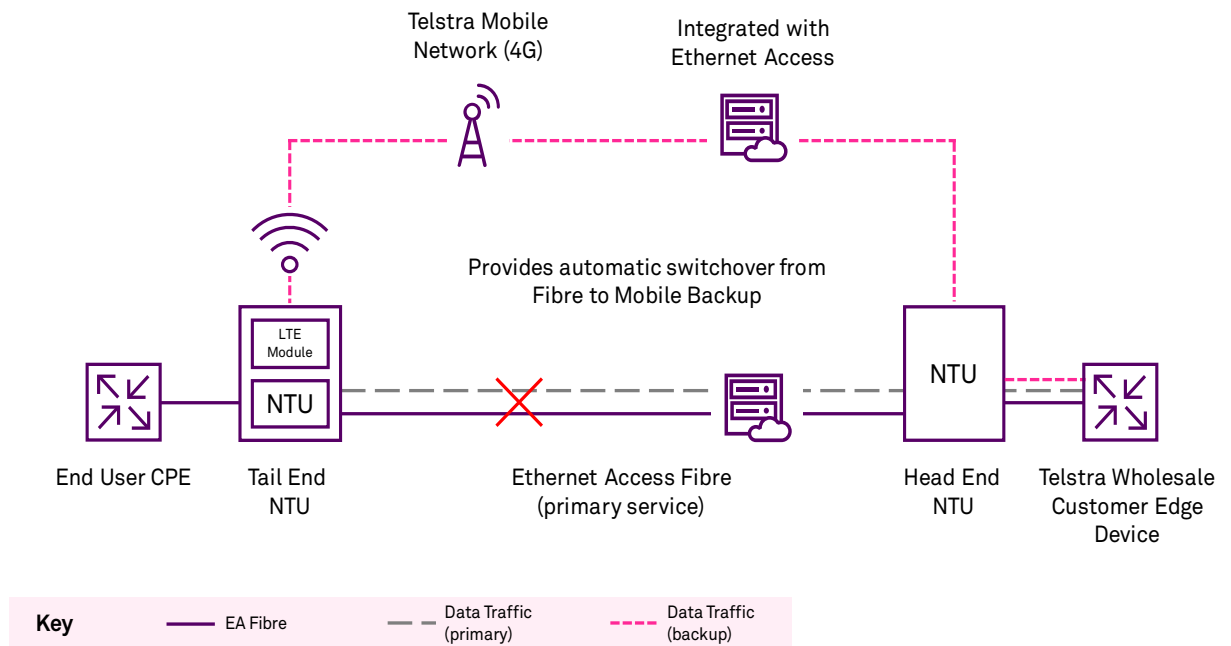 Telstra Mobile
Network (4G)
Integrated with
Ethernet Access
Provides automatic switchover from
Fibre to Mobile Backup
LTE
Module
NTU
NTU
End User CPE
Tail End
NTU
Ethernet Access Fibre
(primary service)
Head End
NTU
Telstra Wholesale
Customer Edge
Device
Key
EA Fibre
Data Traffic
(primary)
Data Traffic
(backup)